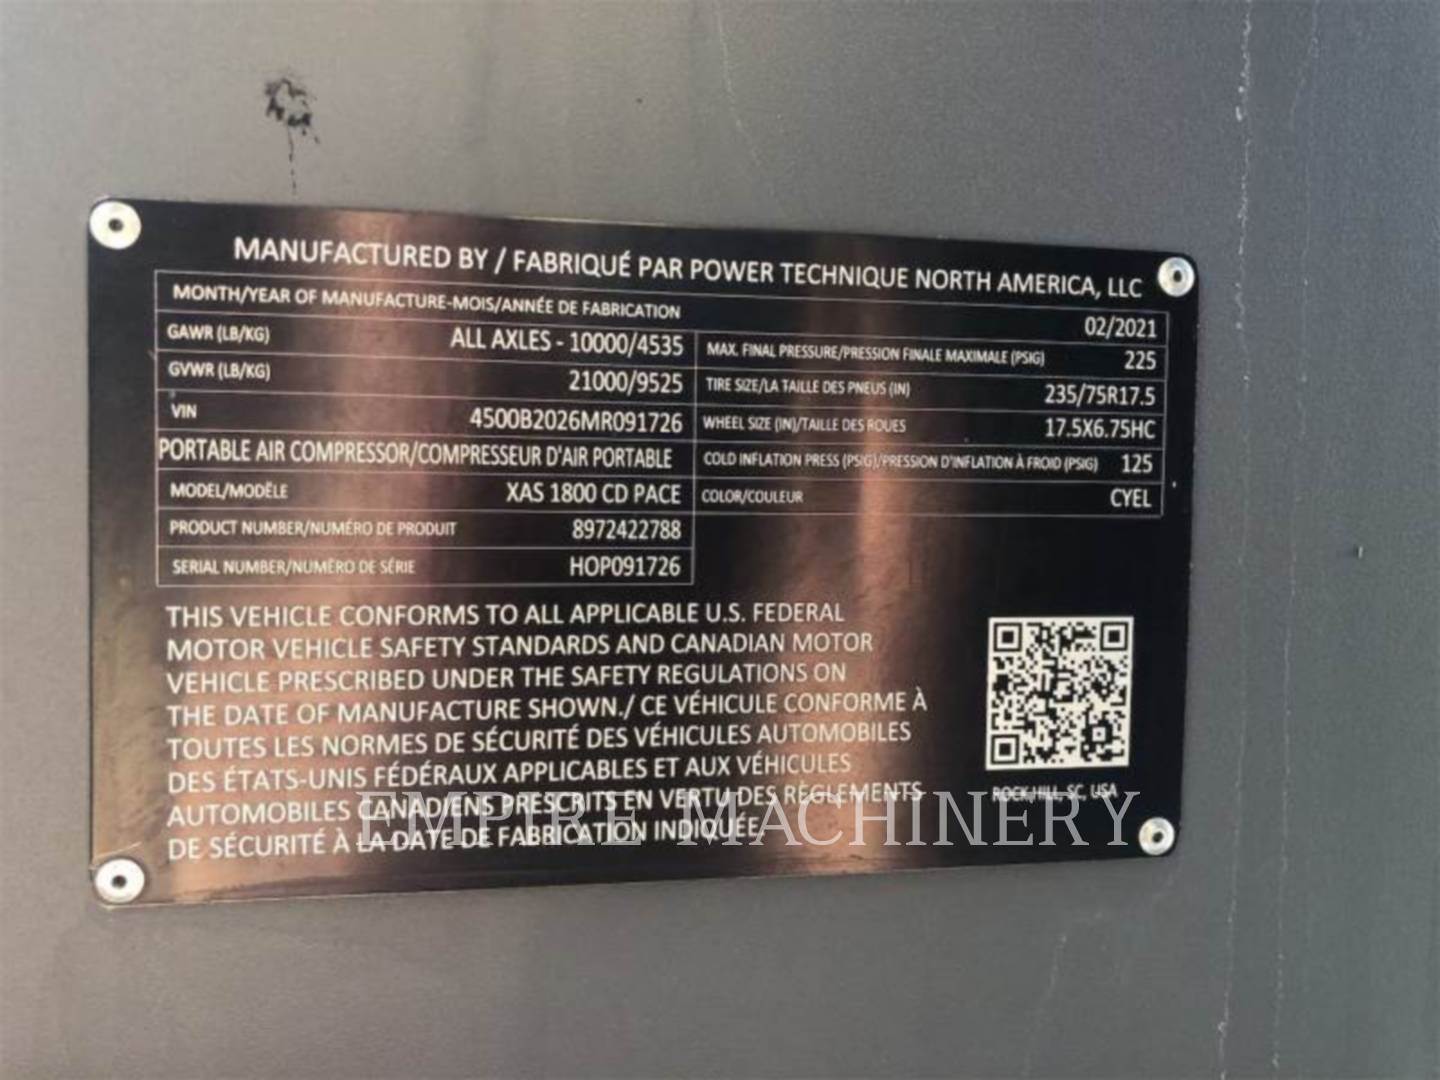 MANUFACTURED BY / FABRIQUÉ PAR POWER TECHNIQUE NORTH AMERICA, LLC
MONTH/YEAR OF MANUFACTURE-MOIS/ANNÉE DE FABRICATION 02/2021
GAWR (LB/KG) ALL AXLES - 10000/4535 MAX. FINAL PRESSURE/PRESSION FINALE MAXIMALE (PSIG) 225
GVWR (LB/KG) 21000/9525 TIRE SIZE/LA TAILLE DES PNEUS (IN) 235/75R17.5
VIN 4500B2026MR091726 WHEEL SIZE (IN)/TAILLE DES ROUES 17.5X6.75HC
PORTABLE AIR COMPRESSOR/COMPRESSEUR D'AIR PORTABLE COLD INFLATION PRESS (PSIG)/PRESSION D'INFLATION À FROID (PSIG) 125
MODEL/MODÈLE XAS 1800 CD PACE COLOR/COULEUR CYEL
PRODUCT NUMBER/NUMÉRO DE PRODUIT 8972422788
SERIAL NUMBER/NUMÉRO DE SÉRIE HOP091726
THIS VEHICLE CONFORMS TO ALL APPLICABLE U.S. FEDERAL
MOTOR VEHICLE SAFETY STANDARDS AND CANADIAN MOTOR
VEHICLE PRESCRIBED UNDER THE SAFETY REGULATIONS ON
THE DATE OF MANUFACTURE SHOWN./ CE VÉHICULE CONFORME À
TOUTES LES NORMES DE SÉCURITÉ DES VÉHICULES AUTOMOBILES
DES ÉTATS-UNIS FÉDÉRAUX APPLICABLES ET AUX VÉHICULES
AUTOMOBILES CANADIENS PRESCRITS EN VERTU DES RÈGLEMENTS
DE SÉCURITÉ À LA DATE DE FABRICATION INDIQUÉE.
ROCK HILL, SC, USA
EMPIRE MACHINERY